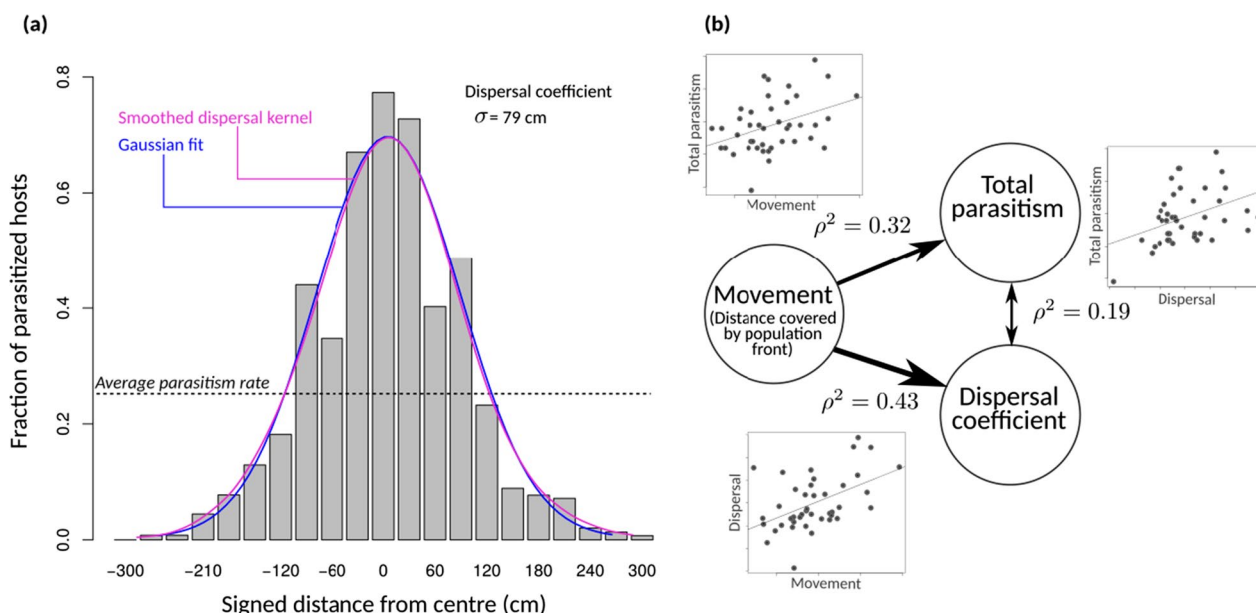 (a)
0.8
0.6
0.4
0.2
0.0
Fraction of parasitized hosts
Smoothed dispersal kernel
Gaussian fit
Dispersal coefficient
σ = 79 cm
Average parasitism rate
−300
−210
−120
−60
0
60
120
180
240
300
Signed distance from centre (cm)
(b)
Total parasitism
Movement
ρ² = 0.32
Total
parasitism
Total parasitism
Dispersal
Movement
(Distance covered
by population
front)
ρ² = 0.19
ρ² = 0.43
Dispersal
coefficient
Dispersal
Movement